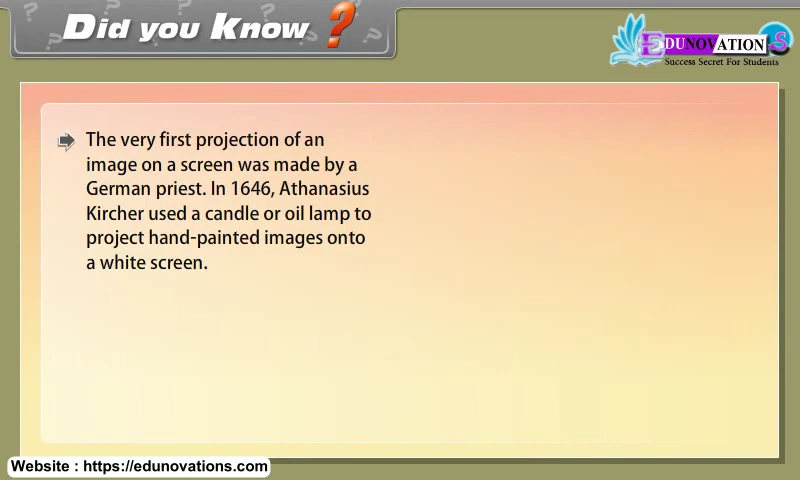 Did you Know ?
EDUNOVATIONS
Success Secret For Students
The very first projection of an
image on a screen was made by a
German priest. In 1646, Athanasius
Kircher used a candle or oil lamp to
project hand-painted images onto
a white screen.
Website : https://edunovations.com